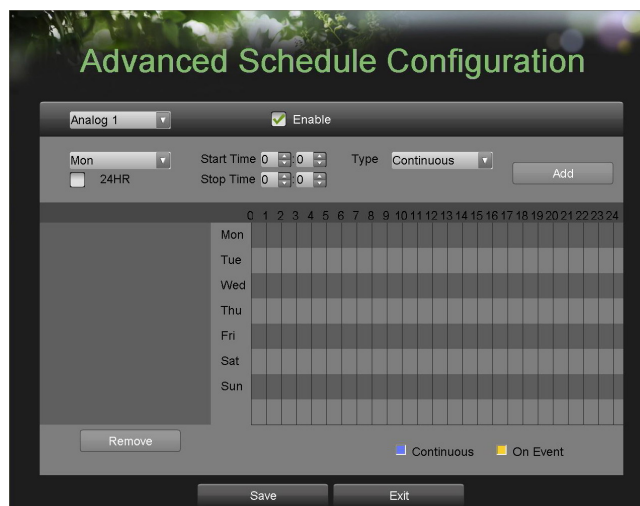 Advanced Schedule Configuration
Analog 1 Enable
Mon Start Time 0 : 0 Type Continuous Add
24HR Stop Time 0 : 0
0 1 2 3 4 5 6 7 8 9 10 11 12 13 14 15 16 17 18 19 20 21 22 23 24
Mon
Tue
Wed
Thu
Fri
Sat
Sun
Remove Continuous On Event
Save Exit